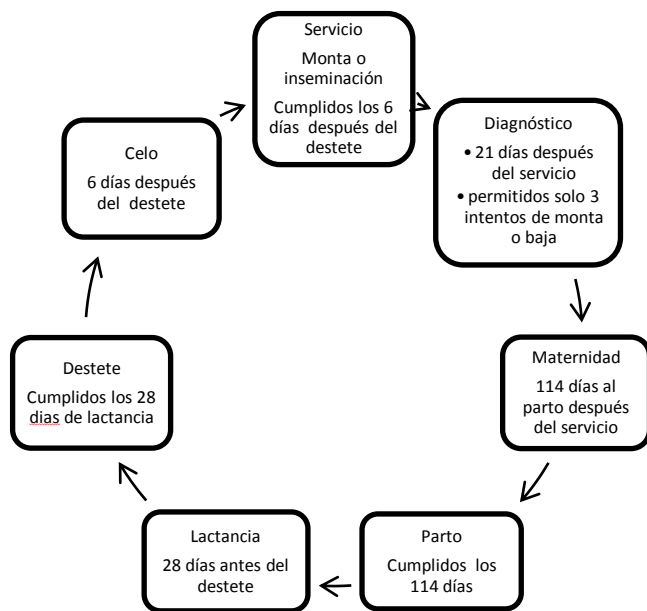 Servicio
Monta o
inseminación
Cumplidos los 6
días después del
destete
Diagnóstico
• 21 días después
del servicio
• permitidos solo 3
intentos de monta
o baja
Maternidad
114 días al
parto después
del servicio
Parto
Cumplidos los
114 días
Lactancia
28 días antes del
destete
Destete
Cumplidos los 28
dias de lactancia
Celo
6 días después
del destete